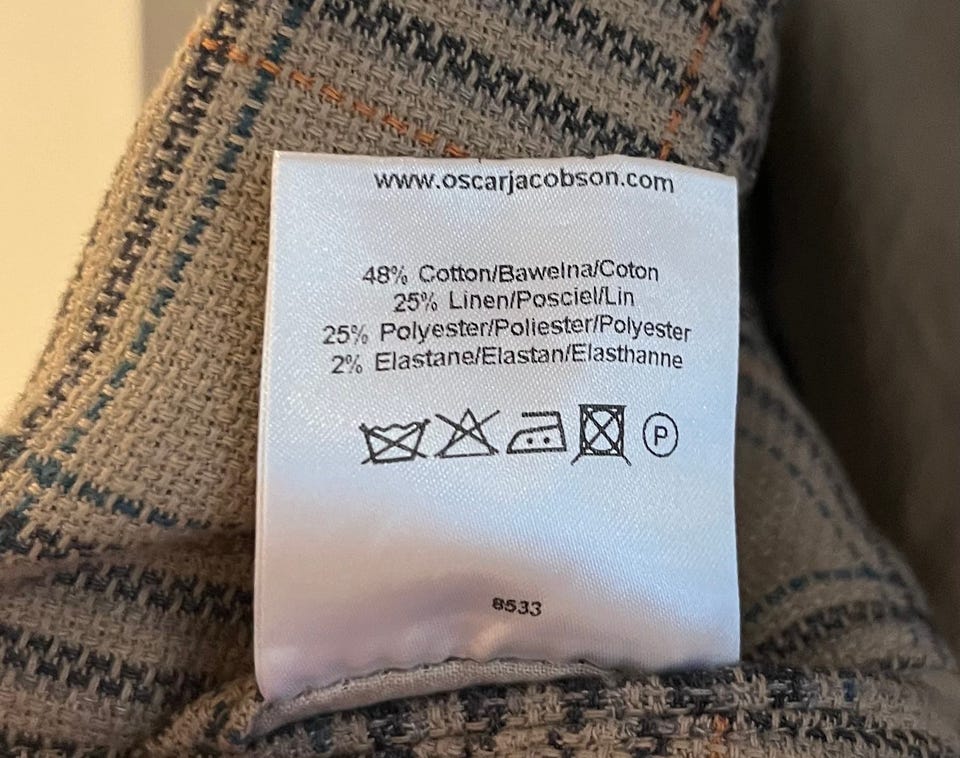 www.oscarjacobson.com
48% Cotton/Bawelna/Coton
25% Linen/Posciel/Lin
25% Polyester/Poliester/Polyester
2% Elastane/Elastan/Elasthanne
P
8533